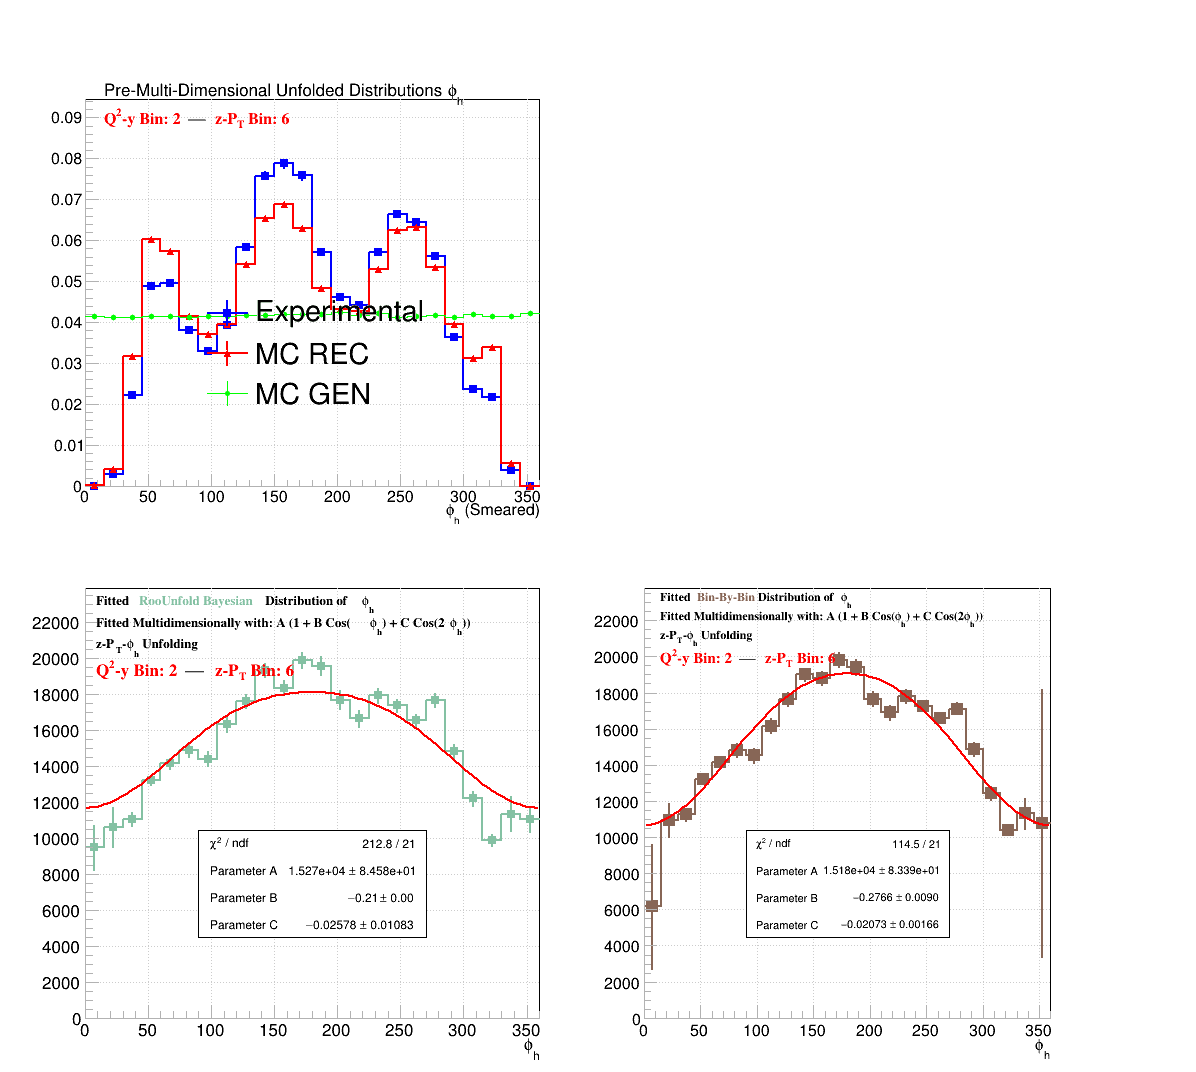 Pre-Multi-Dimensional Unfolded Distributions ϕh
Q²-y Bin: 2 — z-PT Bin: 6
0.09
0.08
0.07
0.06
0.05
0.04
0.03
0.02
0.01
0
Experimental
MC REC
MC GEN
0 50 100 150 200 250 300 350
ϕh (Smeared)
Fitted RooUnfold Bayesian Distribution of ϕh
Fitted Multidimensionally with: A (1 + B Cos( ϕh) + C Cos(2 ϕh))
z-PT-ϕh Unfolding
Q²-y Bin: 2 — z-PT Bin: 6
22000
20000
18000
16000
14000
12000
10000
8000
6000
4000
2000
0
χ² / ndf 212.8 / 21
Parameter A 1.527e+04 ± 8.458e+01
Parameter B −0.21 ± 0.00
Parameter C −0.02578 ± 0.01083
0 50 100 150 200 250 300 350
ϕh
Fitted Bin-By-Bin Distribution of ϕh
Fitted Multidimensionally with: A (1 + B Cos(ϕh) + C Cos(2ϕh))
z-PT-ϕh Unfolding
Q²-y Bin: 2 — z-PT Bin: 6
22000
20000
18000
16000
14000
12000
10000
8000
6000
4000
2000
0
χ² / ndf 114.5 / 21
Parameter A 1.518e+04 ± 8.339e+01
Parameter B −0.2766 ± 0.0090
Parameter C −0.02073 ± 0.00166
0 50 100 150 200 250 300 350
ϕh